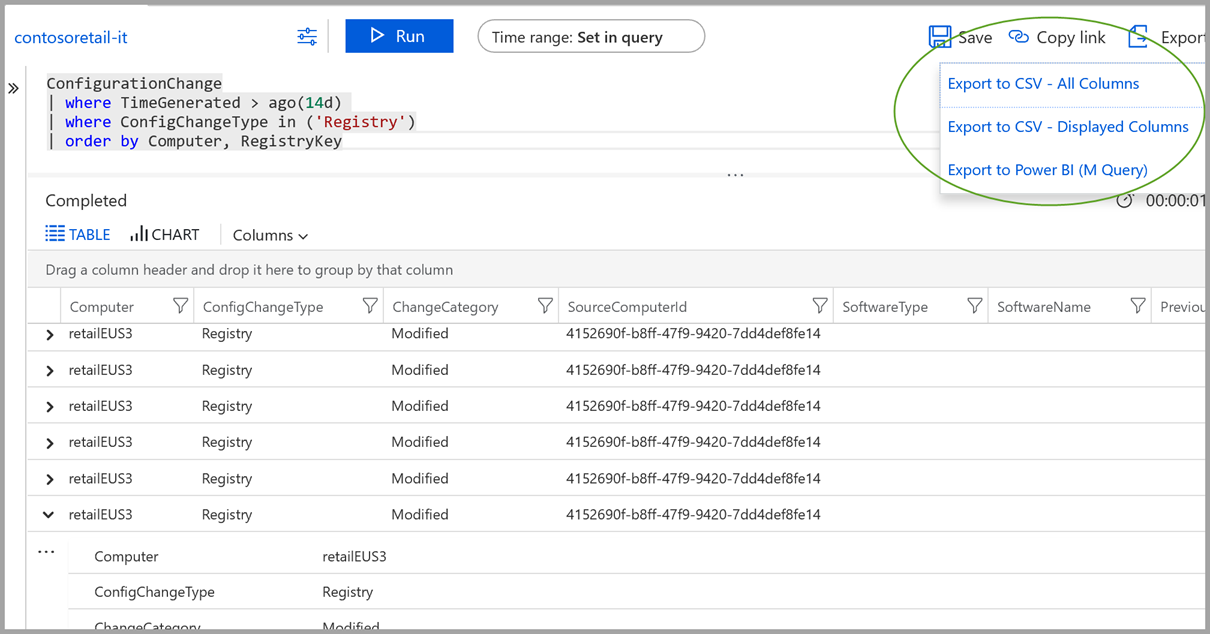 contosoretail-it Run Time range: Set in query Save Copy link Export
ConfigurationChange
| where TimeGenerated > ago(14d)
| where ConfigChangeType in ('Registry')
| order by Computer, RegistryKey
Export to CSV - All Columns
Export to CSV - Displayed Columns
Export to Power BI (M Query)
...
Completed 00:00:01
TABLE CHART Columns
Drag a column header and drop it here to group by that column
Computer ConfigChangeType ChangeCategory SourceComputerId SoftwareType SoftwareName Previou
retailEUS3 Registry Modified 4152690f-b8ff-47f9-9420-7dd4def8fe14
retailEUS3 Registry Modified 4152690f-b8ff-47f9-9420-7dd4def8fe14
retailEUS3 Registry Modified 4152690f-b8ff-47f9-9420-7dd4def8fe14
retailEUS3 Registry Modified 4152690f-b8ff-47f9-9420-7dd4def8fe14
retailEUS3 Registry Modified 4152690f-b8ff-47f9-9420-7dd4def8fe14
retailEUS3 Registry Modified 4152690f-b8ff-47f9-9420-7dd4def8fe14
... Computer retailEUS3
ConfigChangeType Registry
ChangeCategory Modified